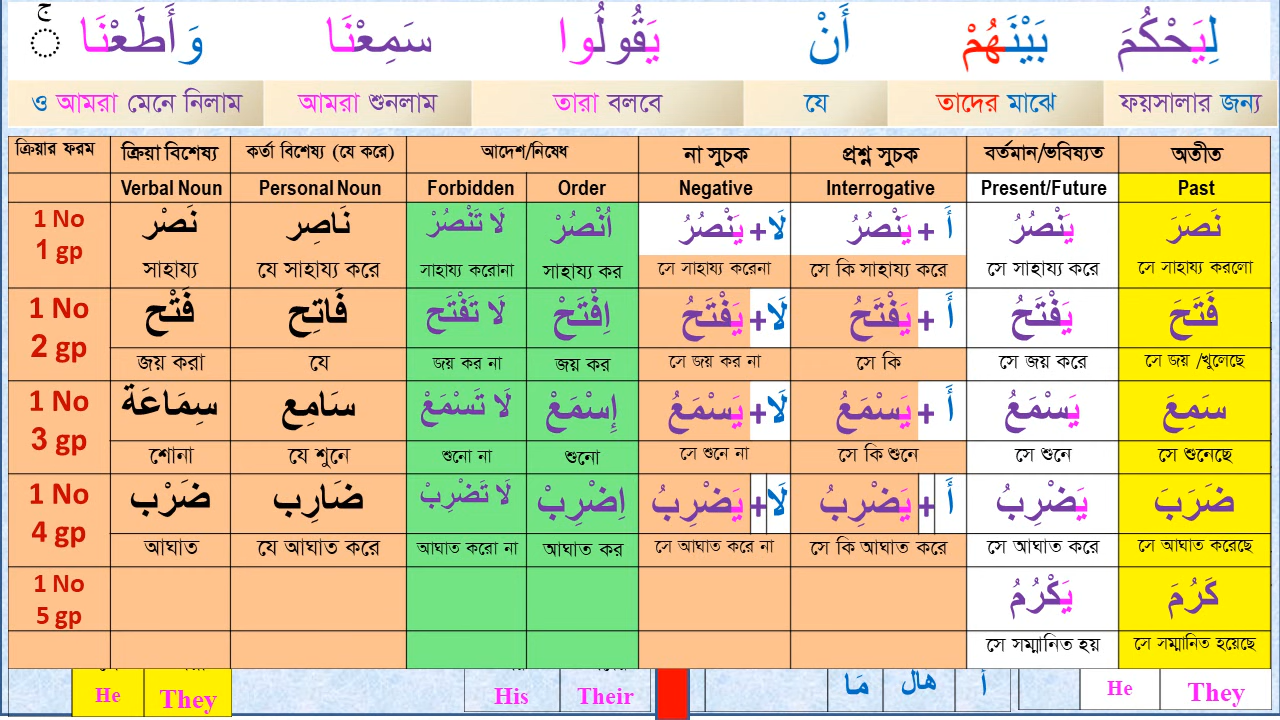 لِيَحْكُمَ بَيْنَهُمْ أَنْ يَقُولُوا سَمِعْنَا وَأَطَعْنَا ۚ
ও আমরা মেনে নিলাম আমরা শুনলাম তারা বলবে যে তাদের মাঝে ফয়সালার জন্য
ক্রিয়ার ফরম ক্রিয়া বিশেষ্য কর্তা বিশেষ্য (যে করে) আদেশ/নিষেধ না সুচক প্রশ্ন সুচক বর্তমান/ভবিষ্যত অতীত
Verbal Noun Personal Noun Forbidden Order Negative Interrogative Present/Future Past
1 No
1 gp
نَصْر نَاصِر لَا تَنْصُرْ اُنْصُرْ لَا + يَنْصُرُ أَ + يَنْصُرُ يَنْصُرُ نَصَرَ
সাহায্য যে সাহায্য করে সাহায্য করোনা সাহায্য কর সে সাহায্য করেনা সে কি সাহায্য করে সে সাহায্য করে সে সাহায্য করলো
1 No
2 gp
فَتْح فَاتِح لَا تَفْتَح اِفْتَحْ لَا + يَفْتَحُ أَ + يَفْتَحُ يَفْتَحُ فَتَحَ
জয় করা যে জয় কর না জয় কর সে জয় কর না সে কি সে জয় করে সে জয় /খুলেছে
1 No
3 gp
سِمَاعَة سَامِع لَا تَسْمَعْ إِسْمَعْ لَا + يَسْمَعُ أَ + يَسْمَعُ يَسْمَعُ سَمِعَ
শোনা যে শুনে শুনো না শুনো সে শুনে না সে কি শুনে সে শুনে সে শুনেছে
1 No
4 gp
ضَرْب ضَارِب لَا تَضْرِبْ اِضْرِبْ لَا + يَضْرِبُ أَ + يَضْرِبُ يَضْرِبُ ضَرَبَ
আঘাত যে আঘাত করে আঘাত করো না আঘাত কর সে আঘাত করে না সে কি আঘাত করে সে আঘাত করে সে আঘাত করেছে
1 No
5 gp
يَكْرُمُ كَرُمَ
সে সম্মানিত হয় সে সম্মানিত হয়েছে
He They His Their مَا هَال أ He They